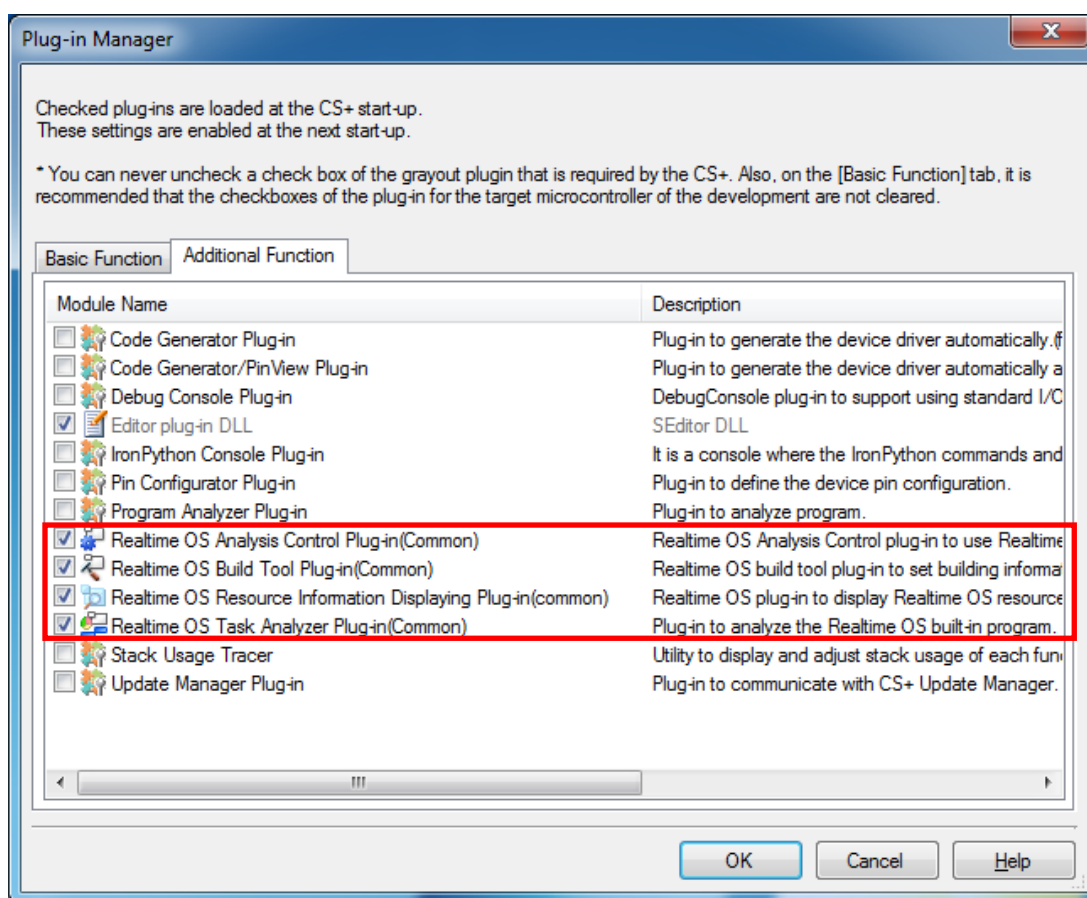 Plug-in Manager
Checked plug-ins are loaded at the CS+ start-up.
These settings are enabled at the next start-up.
* You can never uncheck a check box of the grayout plugin that is required by the CS+. Also, on the [Basic Function] tab, it is
recommended that the checkboxes of the plug-in for the target microcontroller of the development are not cleared.
Basic Function Additional Function
Module Name Description
Code Generator Plug-in Plug-in to generate the device driver automatically.(f
Code Generator/PinView Plug-in Plug-in to generate the device driver automatically a
Debug Console Plug-in DebugConsole plug-in to support using standard I/O
Editor plug-in DLL SEditor DLL
IronPython Console Plug-in It is a console where the IronPython commands and
Pin Configurator Plug-in Plug-in to define the device pin configuration.
Program Analyzer Plug-in Plug-in to analyze program.
Realtime OS Analysis Control Plug-in(Common) Realtime OS Analysis Control plug-in to use Realtime
Realtime OS Build Tool Plug-in(Common) Realtime OS build tool plug-in to set building informa
Realtime OS Resource Information Displaying Plug-in(common) Realtime OS plug-in to display Realtime OS resource
Realtime OS Task Analyzer Plug-in(Common) Plug-in to analyze the Realtime OS built-in program.
Stack Usage Tracer Utility to display and adjust stack usage of each fun
Update Manager Plug-in Plug-in to communicate with CS+ Update Manager.
OK Cancel Help